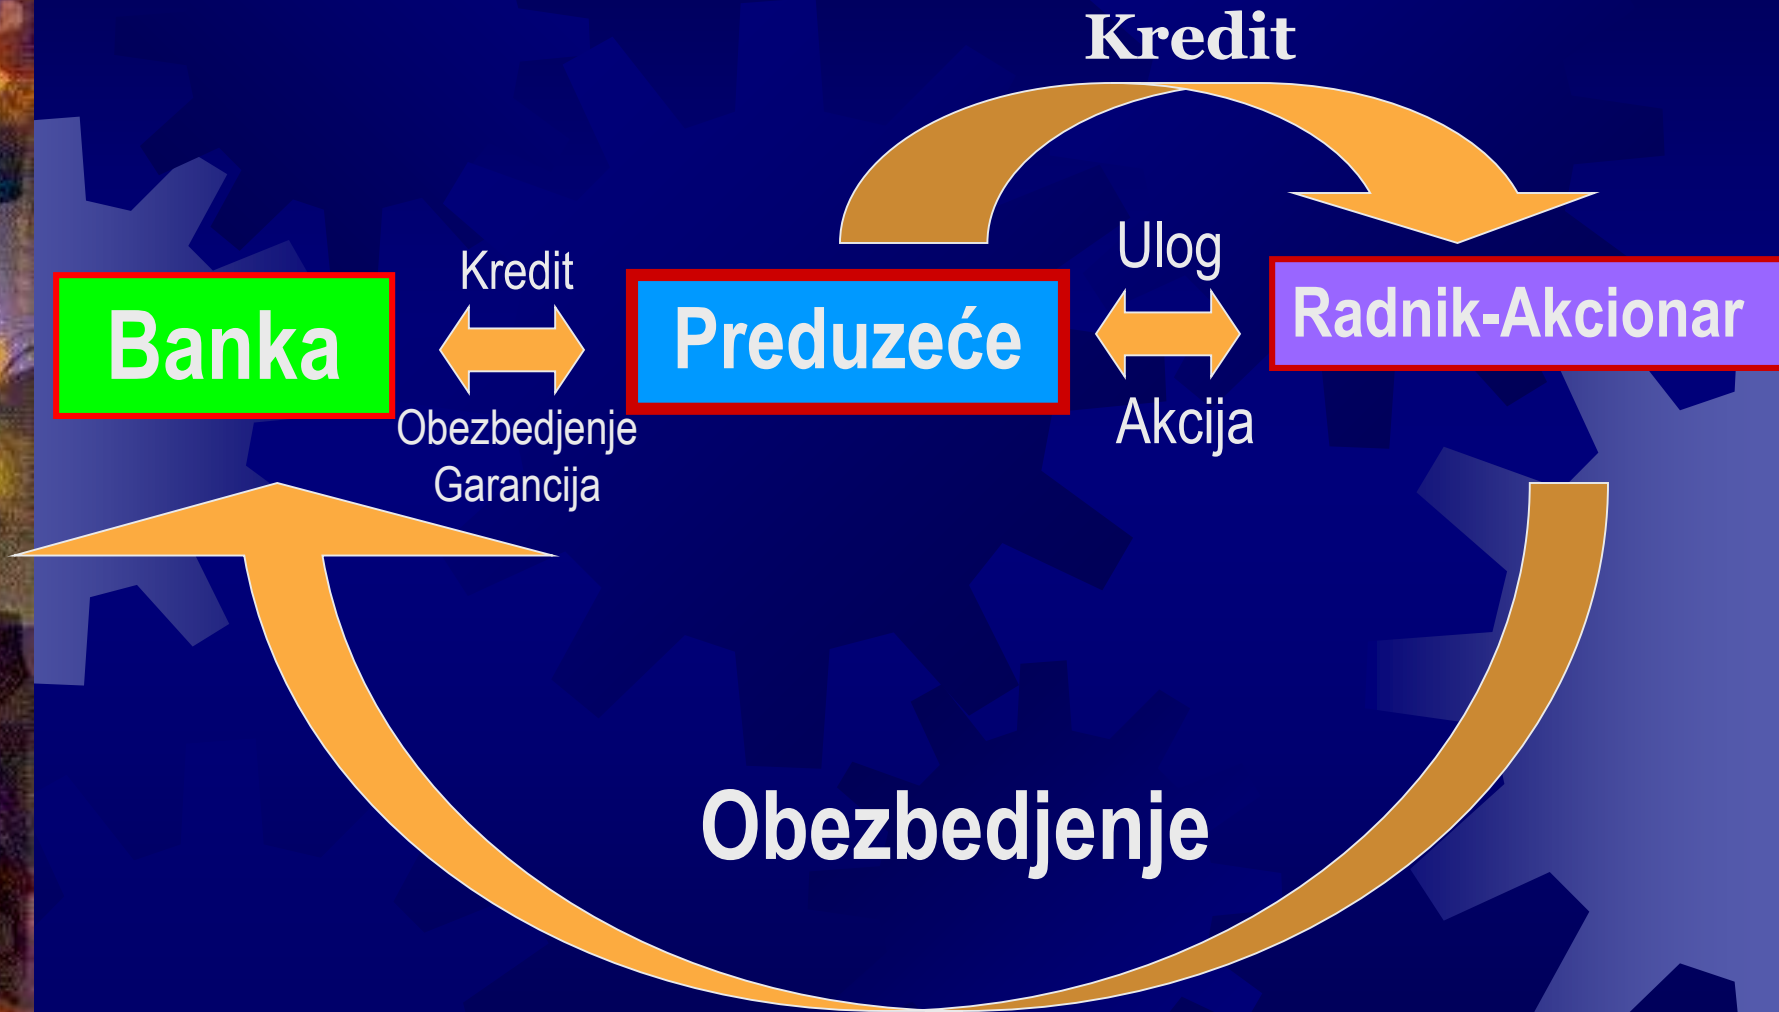 Kredit
Kredit
Ulog
Banka
Preduzeće
Radnik-Akcionar
Obezbedjenje
Garancija
Akcija
Obezbedjenje